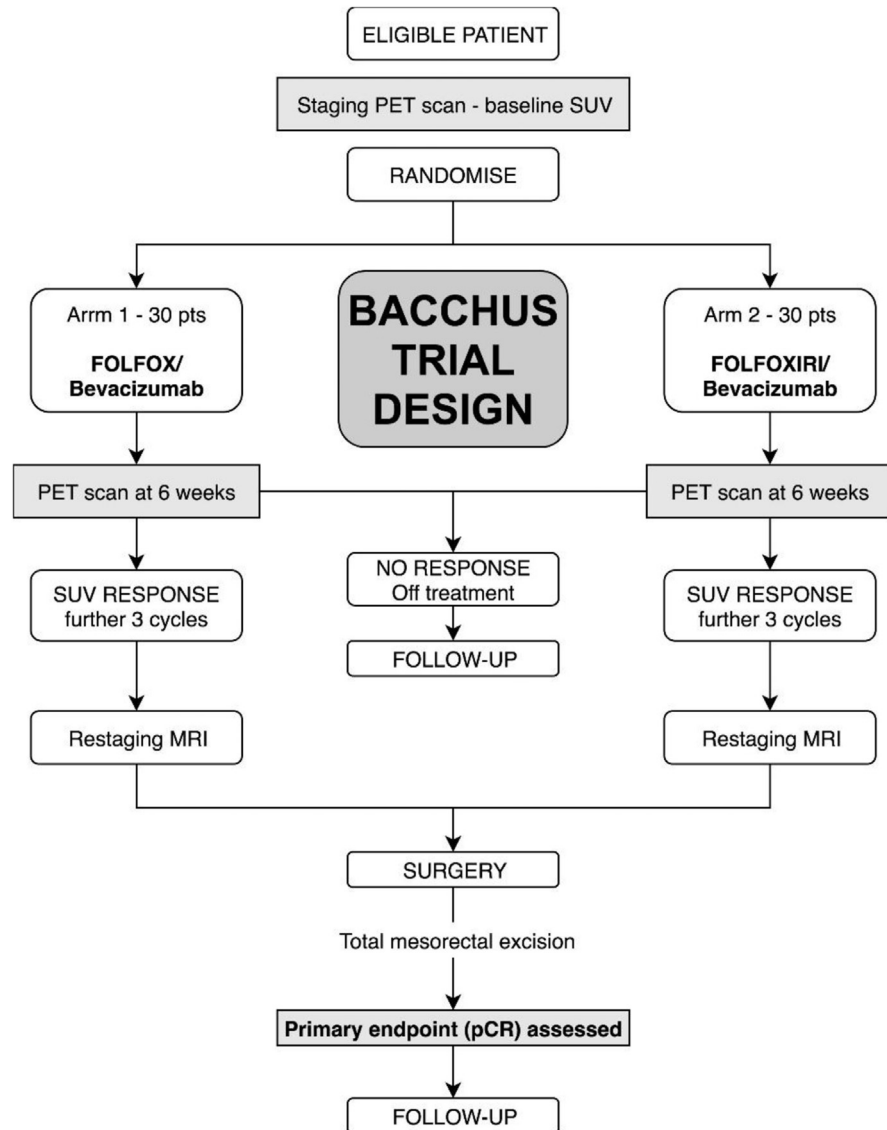 ELIGIBLE PATIENT
Staging PET scan - baseline SUV
RANDOMISE
Arrm 1 - 30 pts
FOLFOX/
Bevacizumab
BACCHUS
TRIAL
DESIGN
Arm 2 - 30 pts
FOLFOXIRI/
Bevacizumab
PET scan at 6 weeks
PET scan at 6 weeks
SUV RESPONSE
further 3 cycles
NO RESPONSE
Off treatment
SUV RESPONSE
further 3 cycles
FOLLOW-UP
Restaging MRI
Restaging MRI
SURGERY
Total mesorectal excision
Primary endpoint (pCR) assessed
FOLLOW-UP